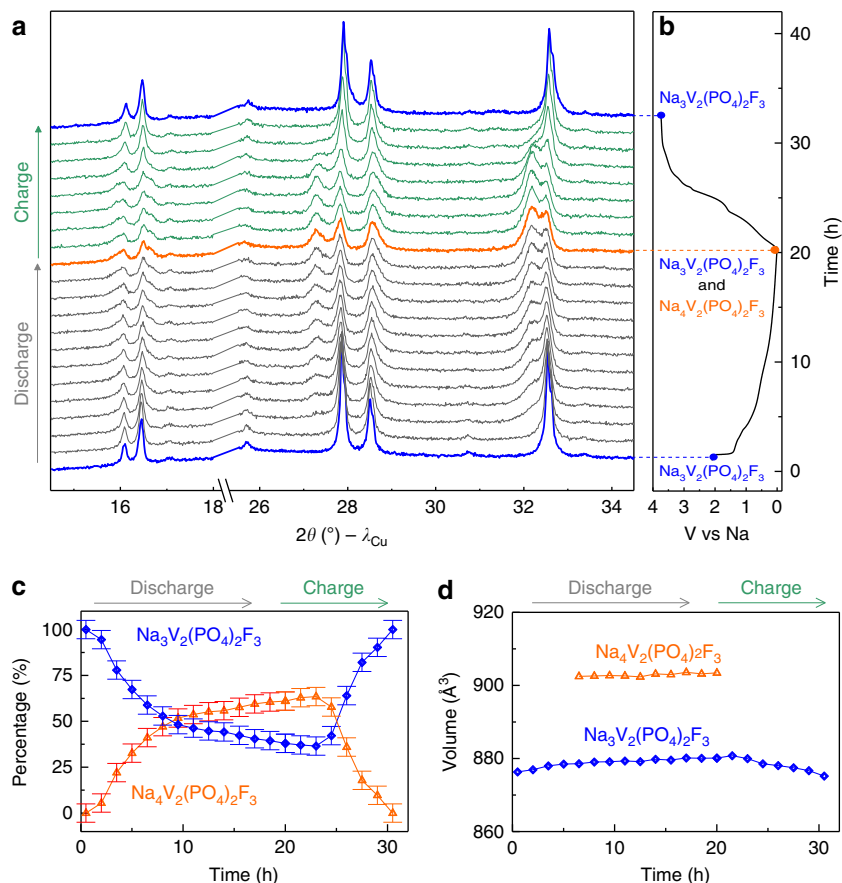 a
b
Charge
Discharge
16
18
26
28
30
32
34
2θ (°) – λCu
40
30
20
10
0
Time (h)
Na3V2(PO4)2F3
Na3V2(PO4)2F3
and
Na4V2(PO4)2F3
Na3V2(PO4)2F3
4
3
2
1
0
V vs Na
c
Discharge
Charge
100
75
50
25
0
Percentage (%)
Na3V2(PO4)2F3
Na4V2(PO4)2F3
0
10
20
30
Time (h)
d
Discharge
Charge
920
900
880
860
Volume (Å3)
Na4V2(PO4)2F3
Na3V2(PO4)2F3
0
10
20
30
Time (h)